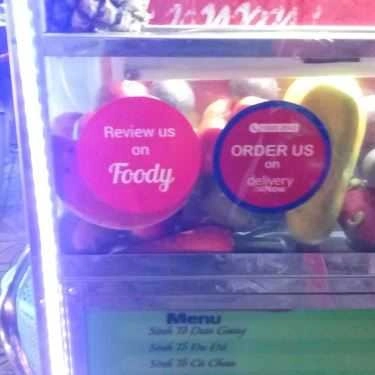 Review us
on
Foody
ORDER US
on
delivery
Now
Menu
Sinh Tố Dưa Gang
Sinh Tố Đu Đủ
Sinh Tố Cà Chua